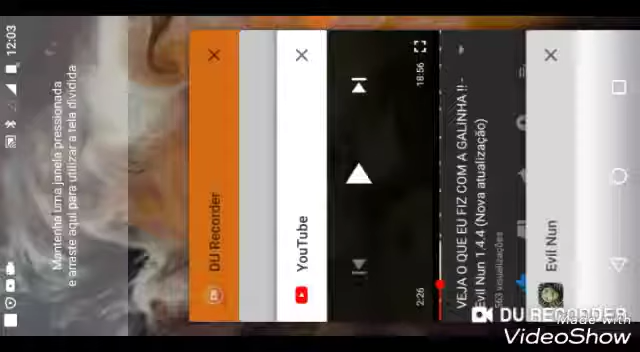 12:03
Mantenha uma janela pressionada
e arraste aqui para utilizar a tela dividida
DU Recorder
YouTube
2:26
18:56
VEJA O QUE EU FIZ COM A GALINHA !!-
Evil Nun 1.4.4 (Nova atualização)
563 visualizações
Evil Nun
DU RECORDER
Made with
VideoShow